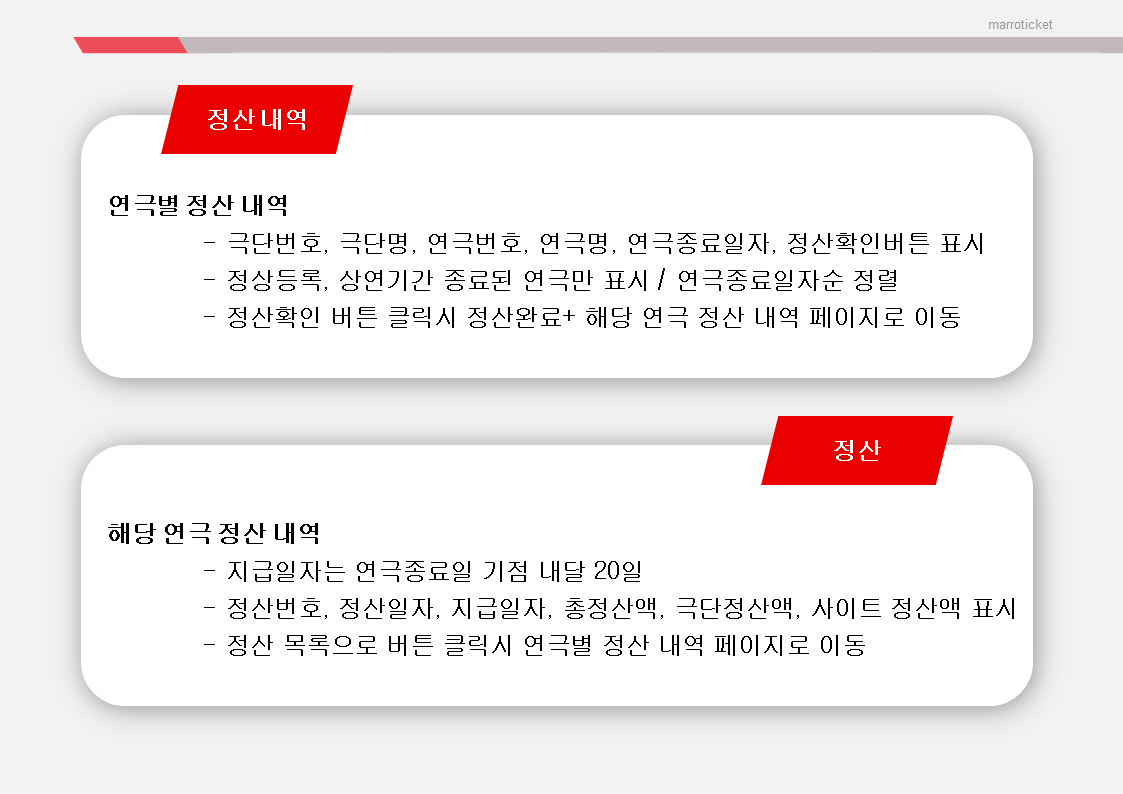 marroticket
정산 내역
연극별 정산 내역
- 극단번호, 극단명, 연극번호, 연극명, 연극종료일자, 정산확인버튼 표시
- 정상등록, 상연기간 종료된 연극만 표시 / 연극종료일자순 정렬
- 정산확인 버튼 클릭시 정산완료+ 해당 연극 정산 내역 페이지로 이동
정산
해당 연극 정산 내역
- 지급일자는 연극종료일 기점 내달 20일
- 정산번호, 정산일자, 지급일자, 총정산액, 극단정산액, 사이트 정산액 표시
- 정산 목록으로 버튼 클릭시 연극별 정산 내역 페이지로 이동